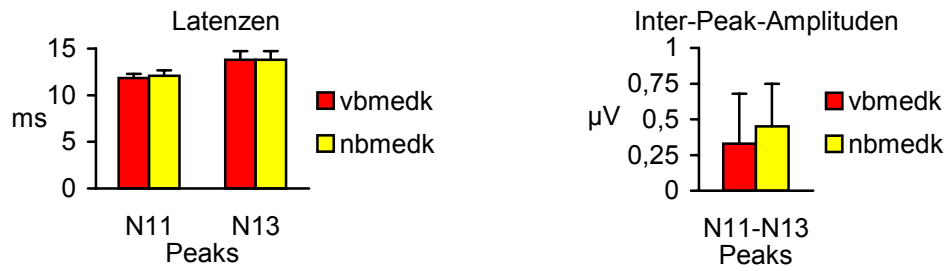 Latenzen
15
10
5
0
ms
N11 N13
Peaks
vbmedk
nbmedk
Inter-Peak-Amplituden
1
0,75
0,5
0,25
0
µV
N11-N13
Peaks
vbmedk
nbmedk